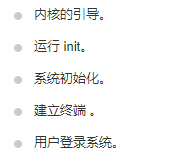 内核的引导。
运行 init。
系统初始化。
建立终端 。
用户登录系统。